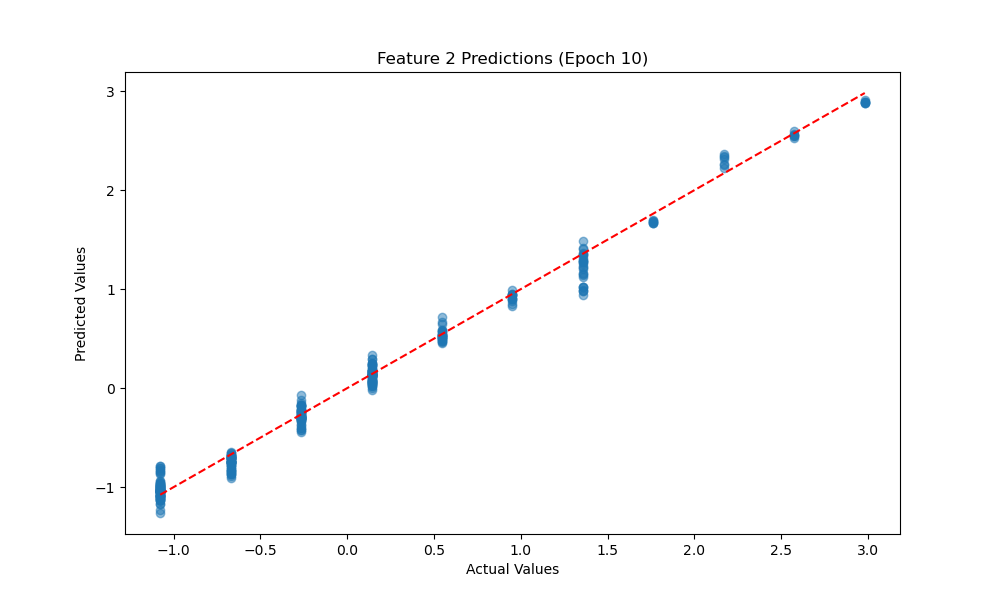 Feature 2 Predictions (Epoch 10)
Predicted Values
3
2
1
0
−1
−1.0 −0.5 0.0 0.5 1.0 1.5 2.0 2.5 3.0
Actual Values